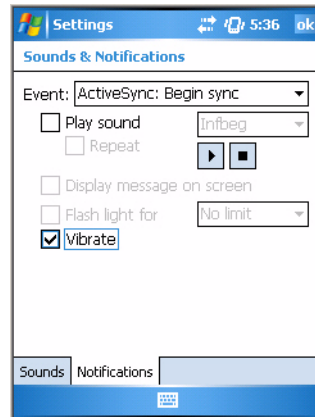 Settings 5:36 ok
Sounds & Notifications
Event: ActiveSync: Begin sync
Play sound Infbeg
Repeat
Display message on screen
Flash light for No limit
Vibrate
Sounds Notifications